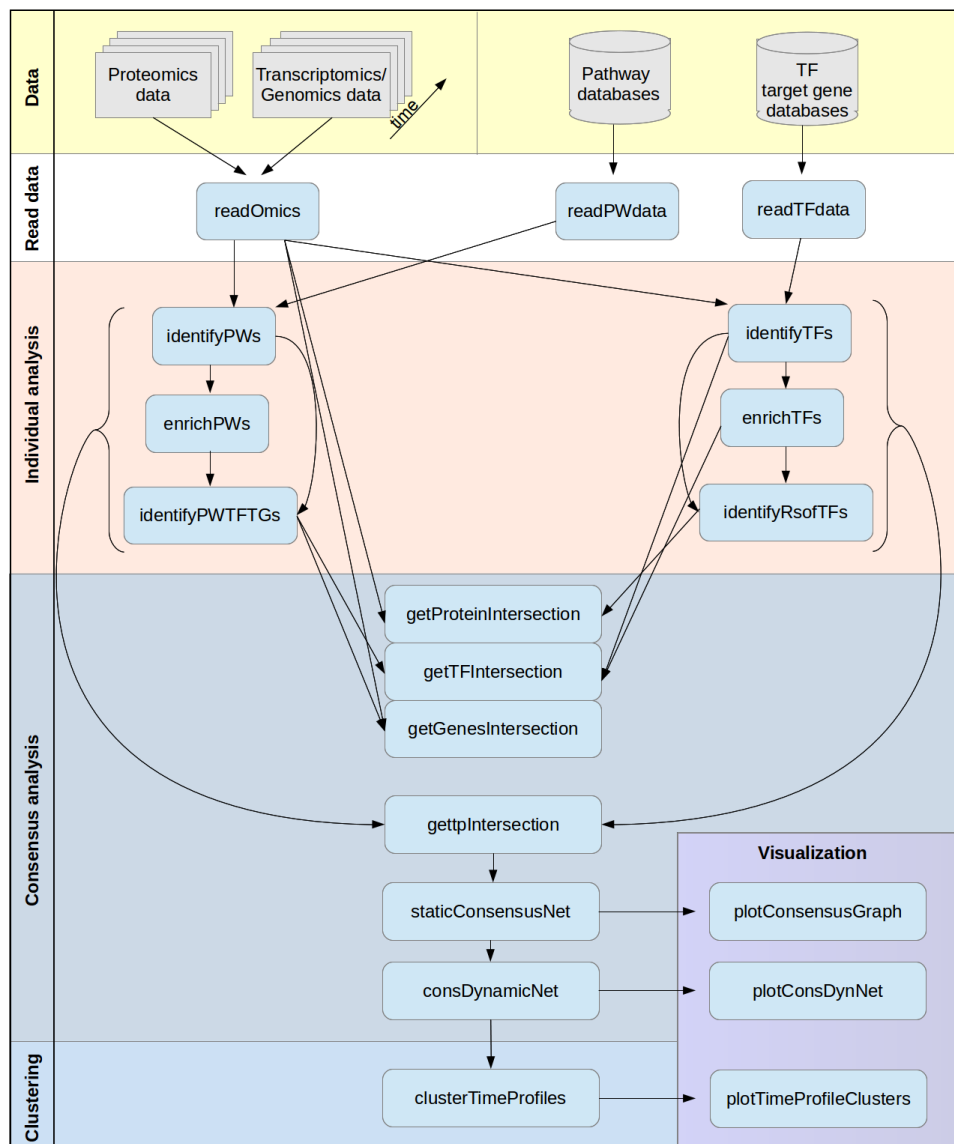 Data
Proteomics
data
Transcriptomics/
Genomics data
time
Pathway
databases
TF
target gene
databases
Read data
readOmics
readPWdata
readTFdata
Individual analysis
identifyPWs
identifyTFs
enrichPWs
enrichTFs
identifyPWTFTGs
identifyRsofTFs
Consensus analysis
getProteinIntersection
getTFIntersection
getGenesIntersection
gettpIntersection
Visualization
staticConsensusNet
plotConsensusGraph
consDynamicNet
plotConsDynNet
Clustering
clusterTimeProfiles
plotTimeProfileClusters